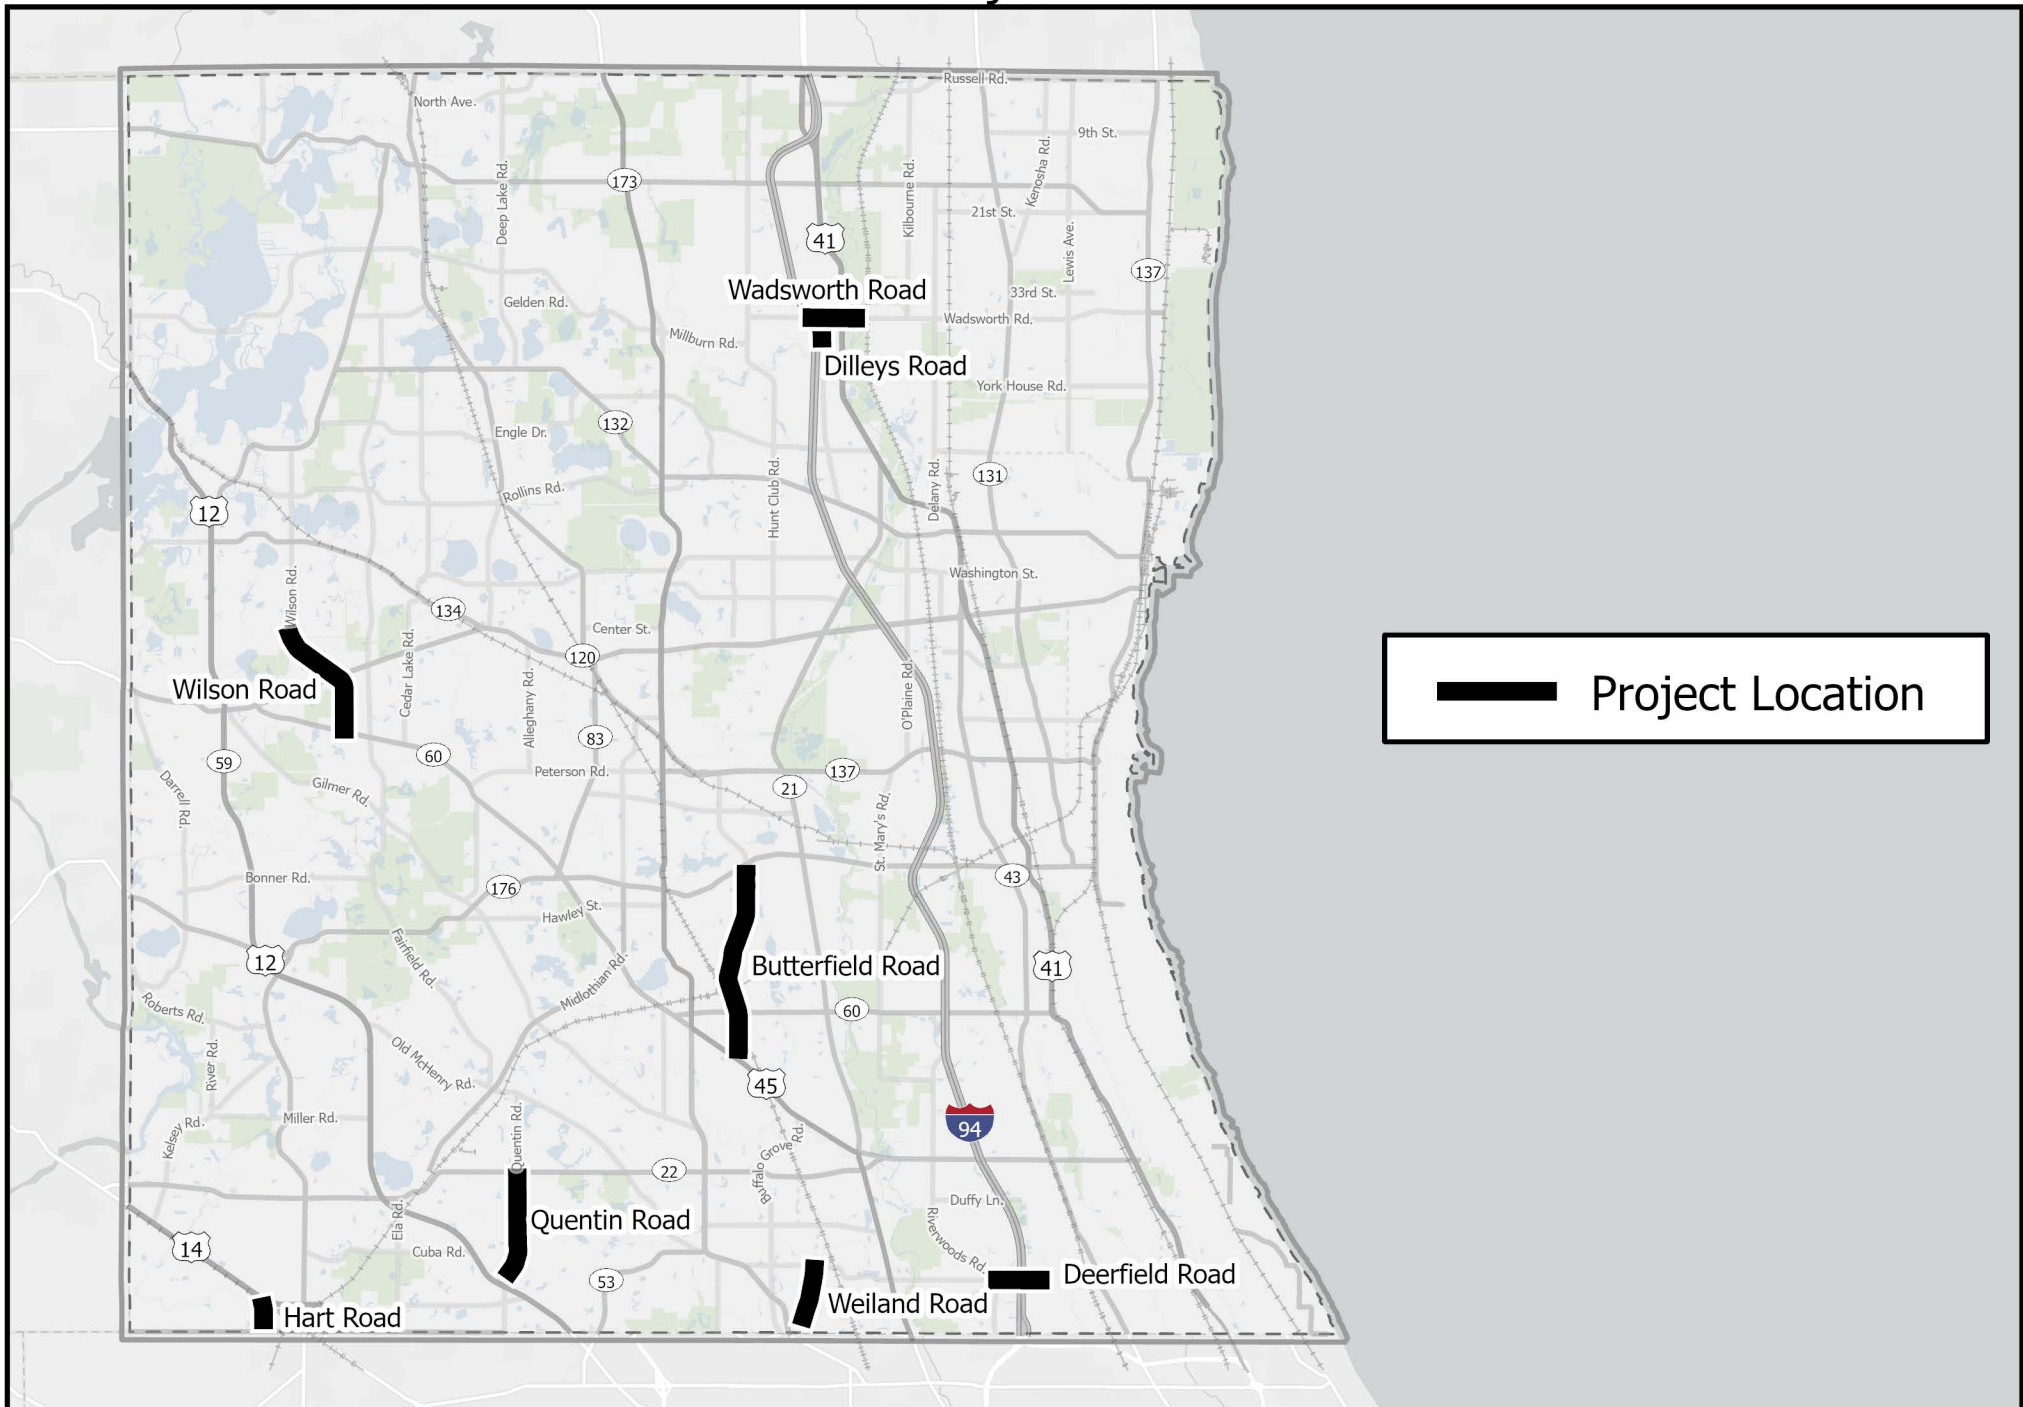 Russell Rd.
North Ave.
9th St.
Kenosha Rd.
Deep Lake Rd.
Kilbourne Rd.
173
21st St.
41
Lewis Ave.
137
Wadsworth Road
33rd St.
Gelden Rd.
Wadsworth Rd.
Millburn Rd.
Dilleys Road
York House Rd.
132
Engle Dr.
131
Hunt Club Rd.
Delany Rd.
Rollins Rd.
12
Washington St.
Wilson Rd.
134
Center St.
120
Cedar Lake Rd.
Wilson Road
O'Plaine Rd.
Project Location
Alleghany Rd.
83
60
59
Peterson Rd.
137
21
Darrell Rd.
Gilmer Rd.
St. Mary's Rd.
Bonner Rd.
176
43
Hawley St.
Fairfield Rd.
12
Butterfield Road
41
Midlothian Rd.
Roberts Rd.
60
River Rd.
Old McHenry Rd.
45
Miller Rd.
94
Kelsey Rd.
Quentin Rd.
Buffalo Grove Rd.
22
Duffy Ln.
Ela Rd.
Quentin Road
Riverwoods Rd.
14
Cuba Rd.
53
Deerfield Road
Weiland Road
Hart Road